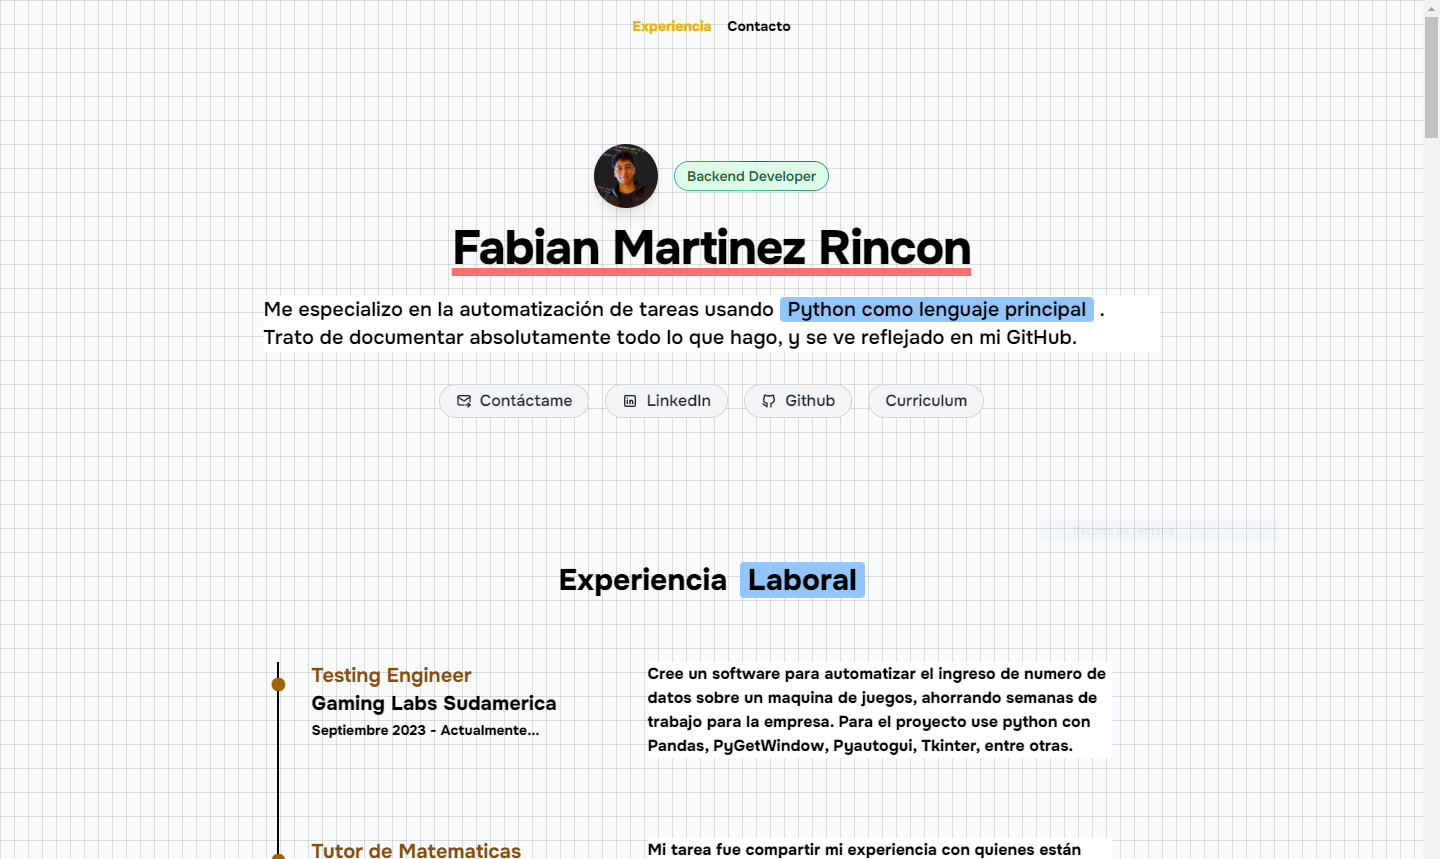 Experiencia Contacto
Backend Developer
Fabian Martinez Rincon
Me especializo en la automatización de tareas usando Python como lenguaje principal .
Trato de documentar absolutamente todo lo que hago, y se ve reflejado en mi GitHub.
Contáctame LinkedIn Github Curriculum
Recorte de ventana
Experiencia Laboral
Testing Engineer
Gaming Labs Sudamerica
Septiembre 2023 - Actualmente...
Cree un software para automatizar el ingreso de numero de
datos sobre un maquina de juegos, ahorrando semanas de
trabajo para la empresa. Para el proyecto use python con
Pandas, PyGetWindow, Pyautogui, Tkinter, entre otras.
Tutor de Matematicas
Mi tarea fue compartir mi experiencia con quienes están